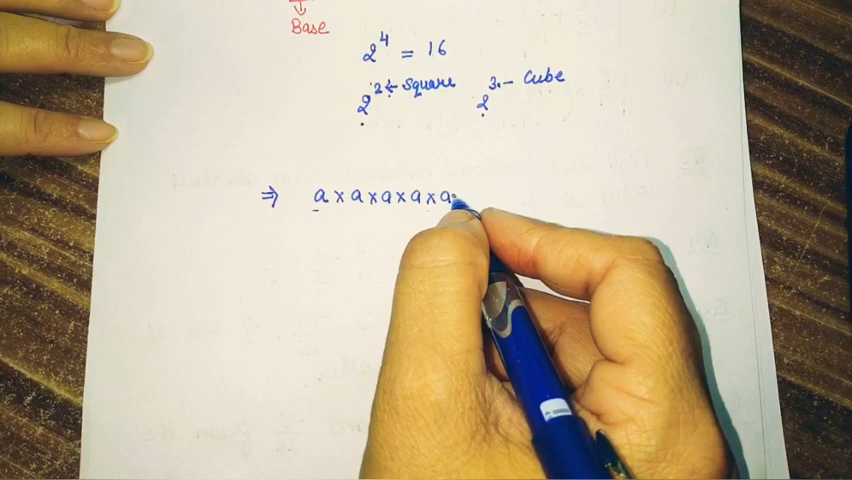 Base
2⁴ = 16
2² ← Square 2³ - Cube
⇒ a × a × a × a × a